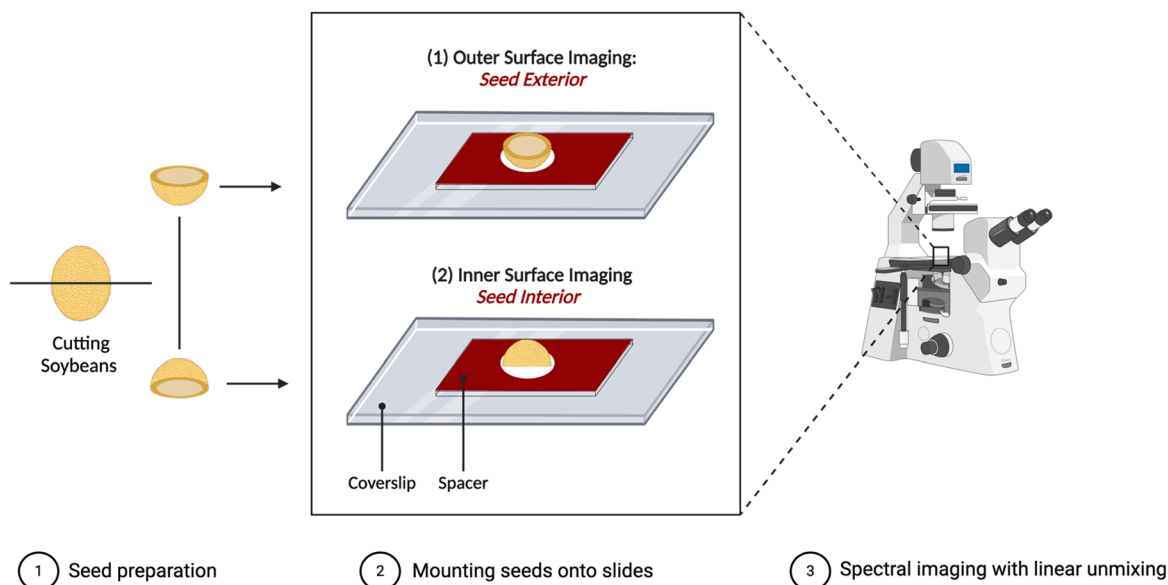 (1) Outer Surface Imaging:
Seed Exterior
Cutting
Soybeans
(2) Inner Surface Imaging
Seed Interior
Coverslip
Spacer
1 Seed preparation
2 Mounting seeds onto slides
3 Spectral imaging with linear unmixing